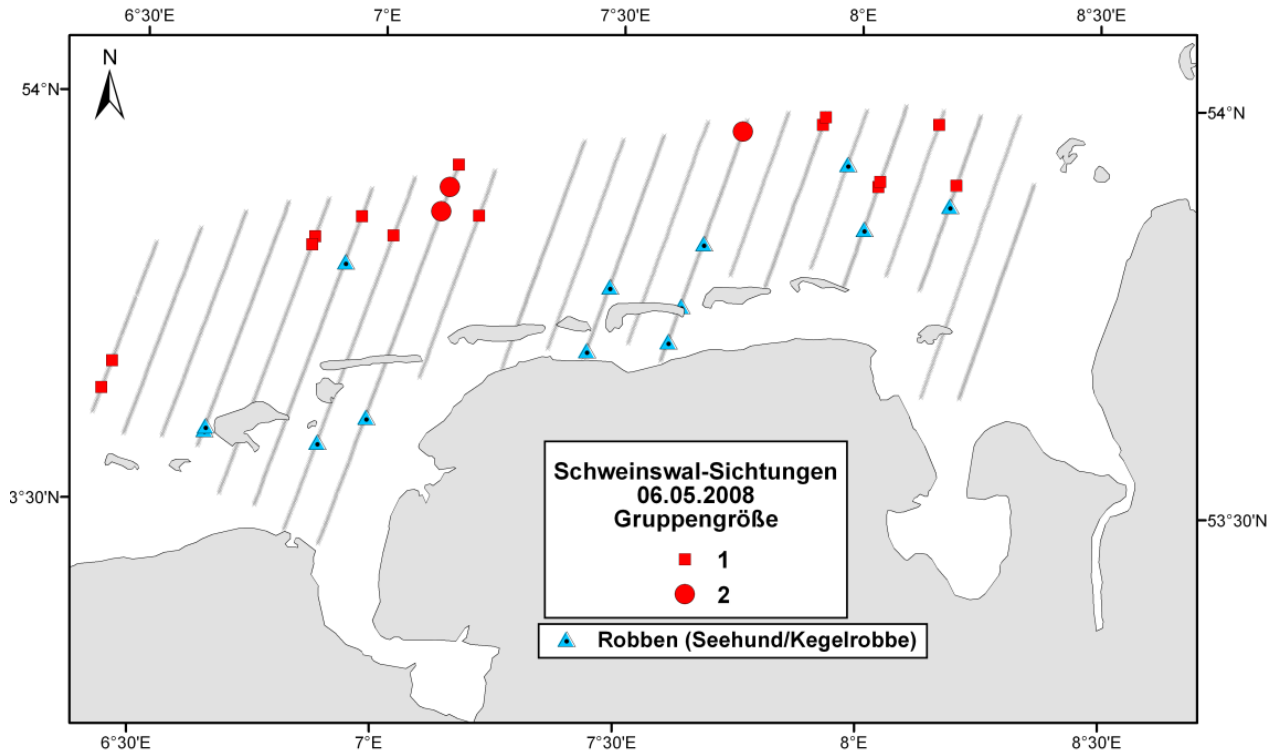 6°30'E 7°E 7°30'E 8°E 8°30'E
N
54°N
54°N
3°30'N
53°30'N
Schweinswal-Sichtungen
06.05.2008
Gruppengröße
1
2
Robben (Seehund/Kegelrobbe)
6°30'E 7°E 7°30'E 8°E 8°30'E